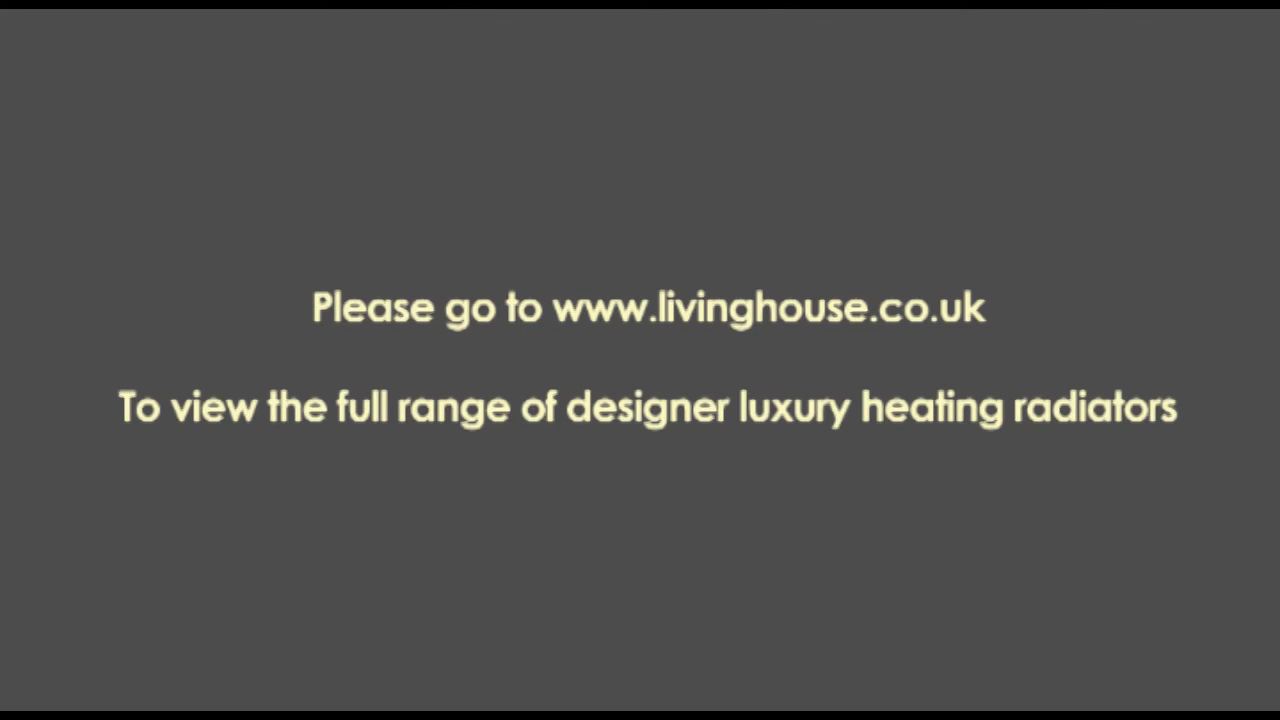 Please go to www.livinghouse.co.uk
To view the full range of designer luxury heating radiators